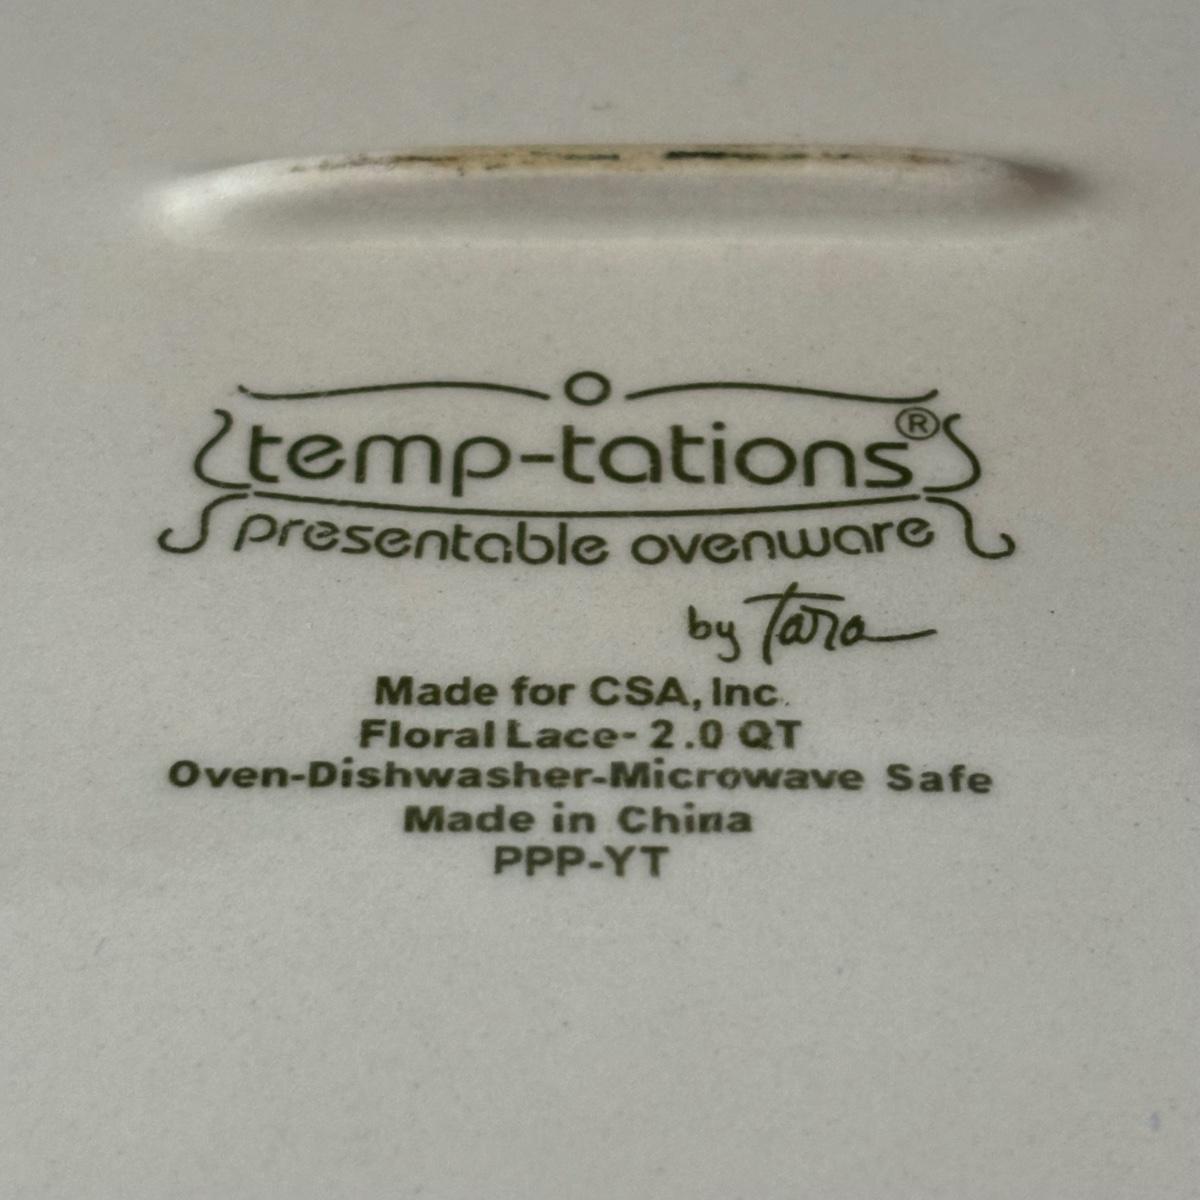 temp-tations®
presentable ovenware
by Tara
Made for CSA, Inc.
Floral Lace- 2.0 QT
Oven-Dishwasher-Microwave Safe
Made in China
PPP-YT